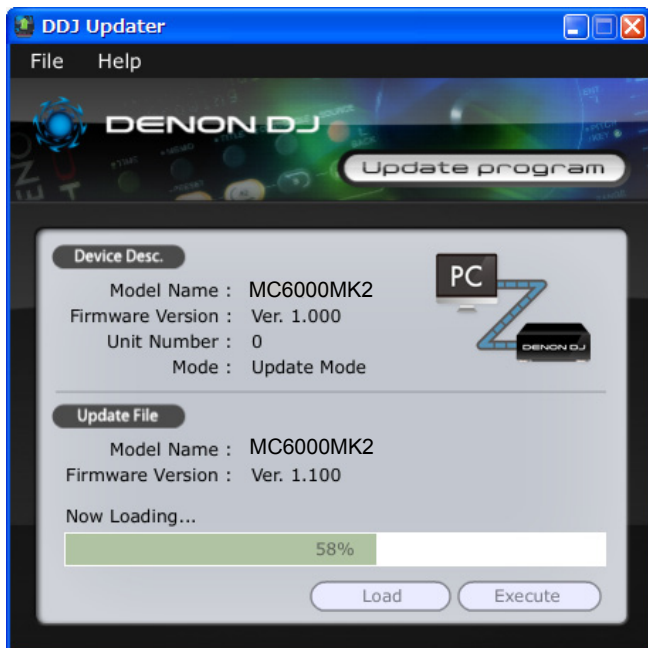 DDJ Updater
File Help
DENON DJ
Update program
Device Desc.
PC
Model Name : MC6000MK2
Firmware Version : Ver. 1.000
Unit Number : 0
DENON DJ
Mode : Update Mode
Update File
Model Name : MC6000MK2
Firmware Version : Ver. 1.100
Now Loading...
58%
Load Execute